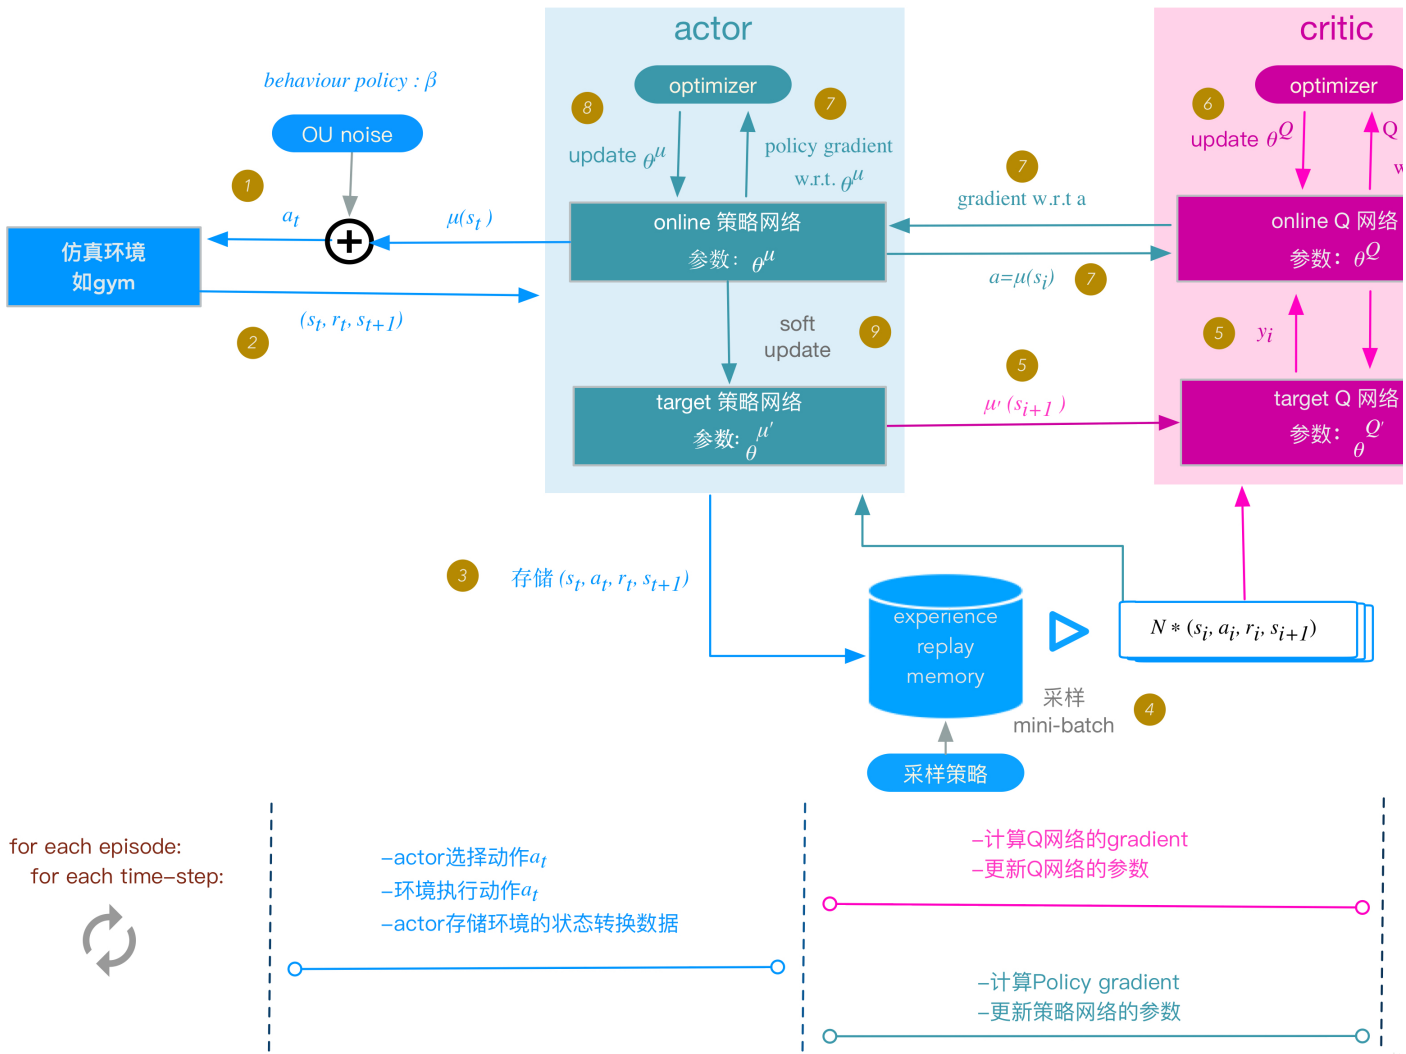 actor
critic
behaviour policy : β
optimizer
optimizer
8
7
6
OU noise
update θ^μ
policy gradient
w.r.t. θ^μ
update θ^Q
Q
w
1
7
gradient w.r.t a
a_t
μ(s_t )
仿真环境
如gym
online 策略网络
参数： θ^μ
online Q 网络
参数： θ^Q
a=μ(s_i)
7
2
(s_t, r_t, s_{t+1})
soft
update
9
5
y_i
5
target 策略网络
参数: θ^{μ'}
μ' (s_{i+1} )
target Q 网络
参数： θ^{Q'}
3
存储 (s_t, a_t, r_t, s_{t+1})
experience
replay
memory
N * (s_i, a_i, r_i, s_{i+1})
采样
mini-batch
4
采样策略
for each episode:
for each time-step:
-actor选择动作a_t
-环境执行动作a_t
-actor存储环境的状态转换数据
-计算Q网络的gradient
-更新Q网络的参数
-计算Policy gradient
-更新策略网络的参数